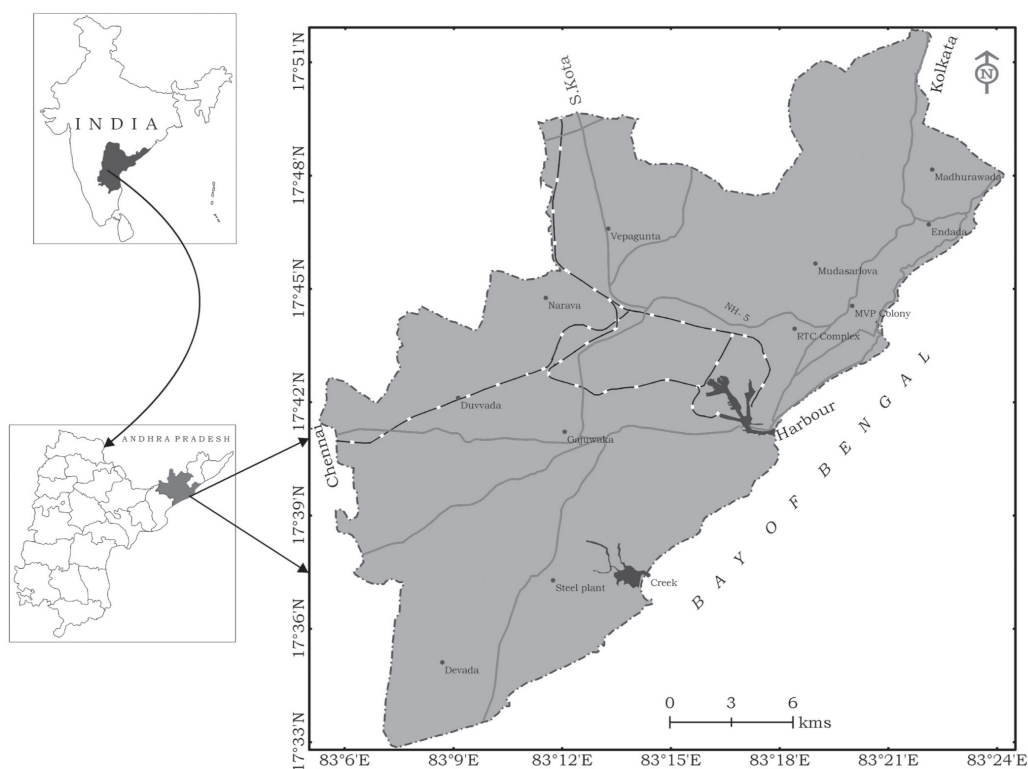 INDIA
ANDHRA PRADESH
17°51'N
17°48'N
17°45'N
17°42'N
17°39'N
17°36'N
17°33'N
S.Kota
Kolkata
N
Madhurawada
Vepagunta
Endada
Mudasarlova
Narava
NH- 5
MVP Colony
RTC Complex
Duvvada
Harbour
Chennai
Gajuwaka
BAY OF BENGAL
Steel plant
Creek
Devada
0 3 6
kms
83°6'E 83°9'E 83°12'E 83°15'E 83°18'E 83°21'E 83°24'E